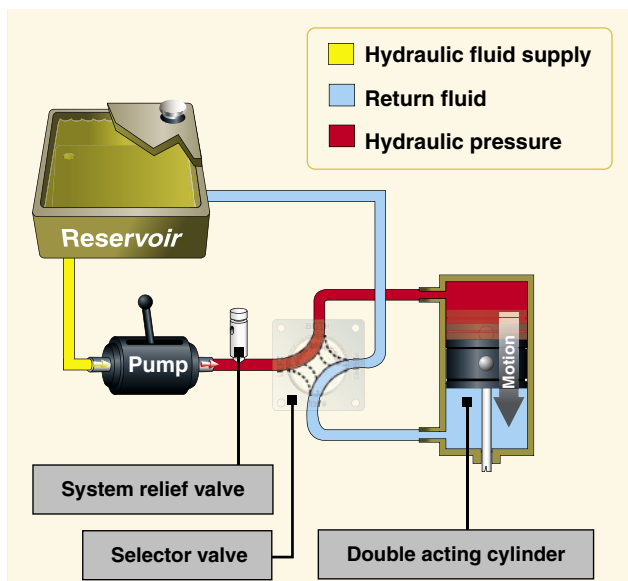 Hydraulic fluid supply
Return fluid
Hydraulic pressure
Reservoir
Pump
Motion
System relief valve
Selector valve
Double acting cylinder